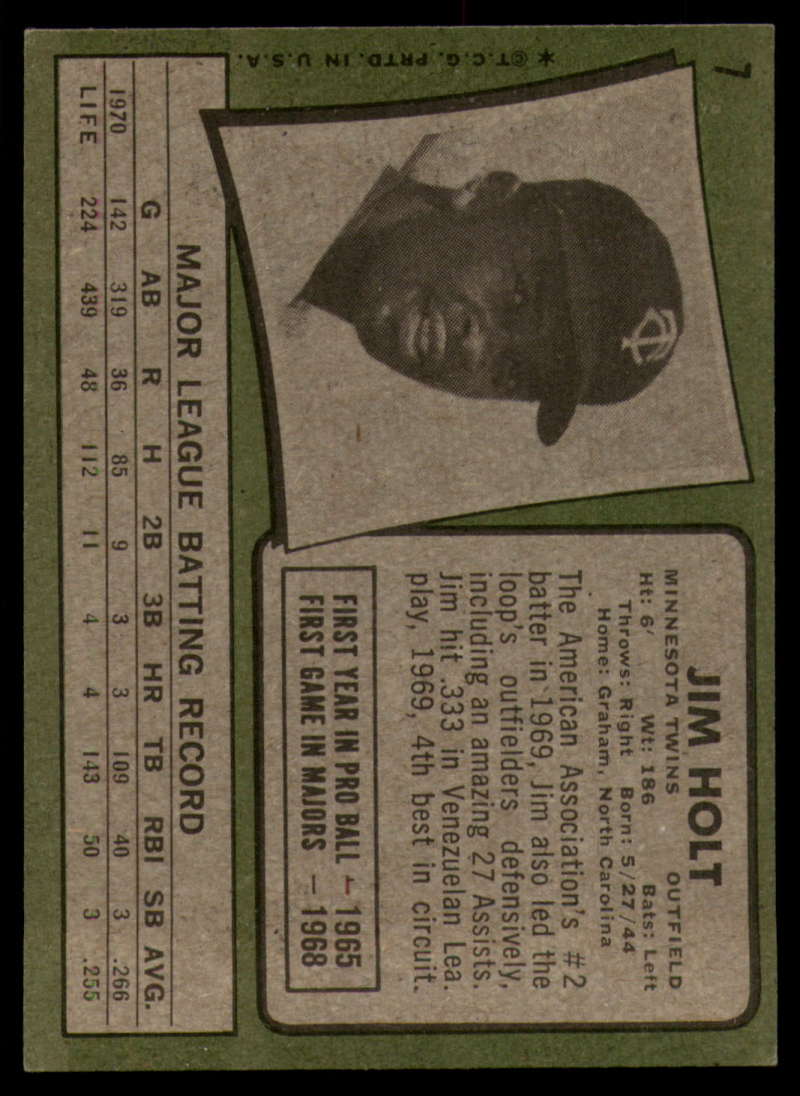 7
JIM HOLT
MINNESOTA TWINS OUTFIELD
Ht: 6' Wt: 186 Bats: Left
Throws: Right Born: 5/27/44
Home: Graham, North Carolina
The American Association's #2
batter in 1969, Jim also led the
loop's outfielders defensively,
including an amazing 27 Assists.
Jim hit .333 in Venezuelan Lea.
play, 1969, 4th best in circuit.
FIRST YEAR IN PRO BALL — 1965
FIRST GAME IN MAJORS — 1968
TC
MAJOR LEAGUE BATTING RECORD
G AB R H 2B 3B HR TB RBI SB AVG.
1970 142 319 36 85 9 3 3 109 40 3 .266
LIFE 224 439 48 112 11 4 4 143 50 3 .255
*©T.C.G. PRTD. IN U.S.A.